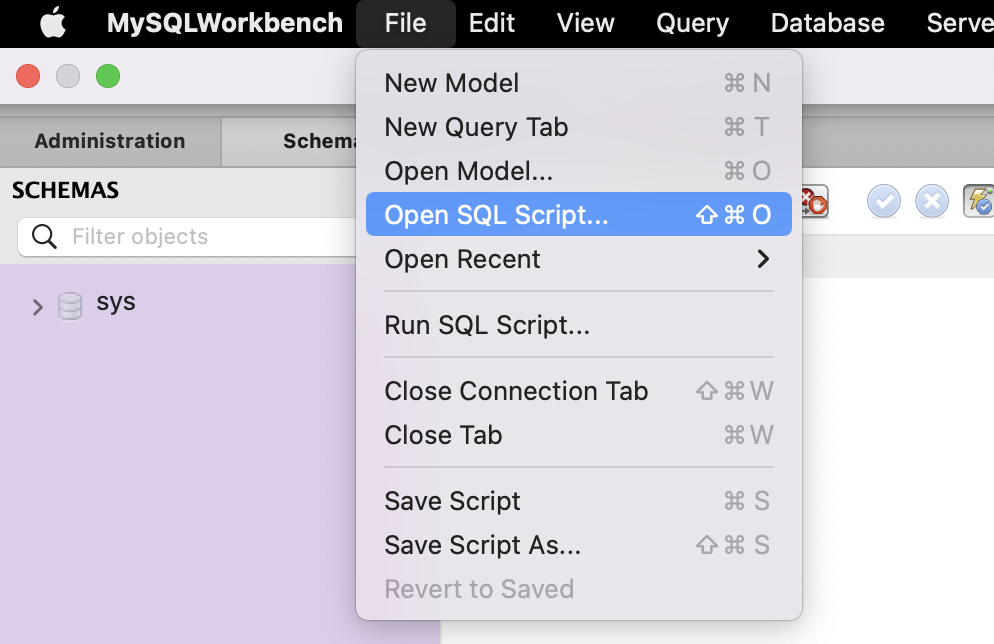 MySQLWorkbench File Edit View Query Database Serve
Administration Schema
SCHEMAS
Filter objects
sys
New Model ⌘ N
New Query Tab ⌘ T
Open Model... ⌘ O
Open SQL Script... ⇧ ⌘ O
Open Recent
Run SQL Script...
Close Connection Tab ⇧ ⌘ W
Close Tab ⌘ W
Save Script ⌘ S
Save Script As... ⇧ ⌘ S
Revert to Saved